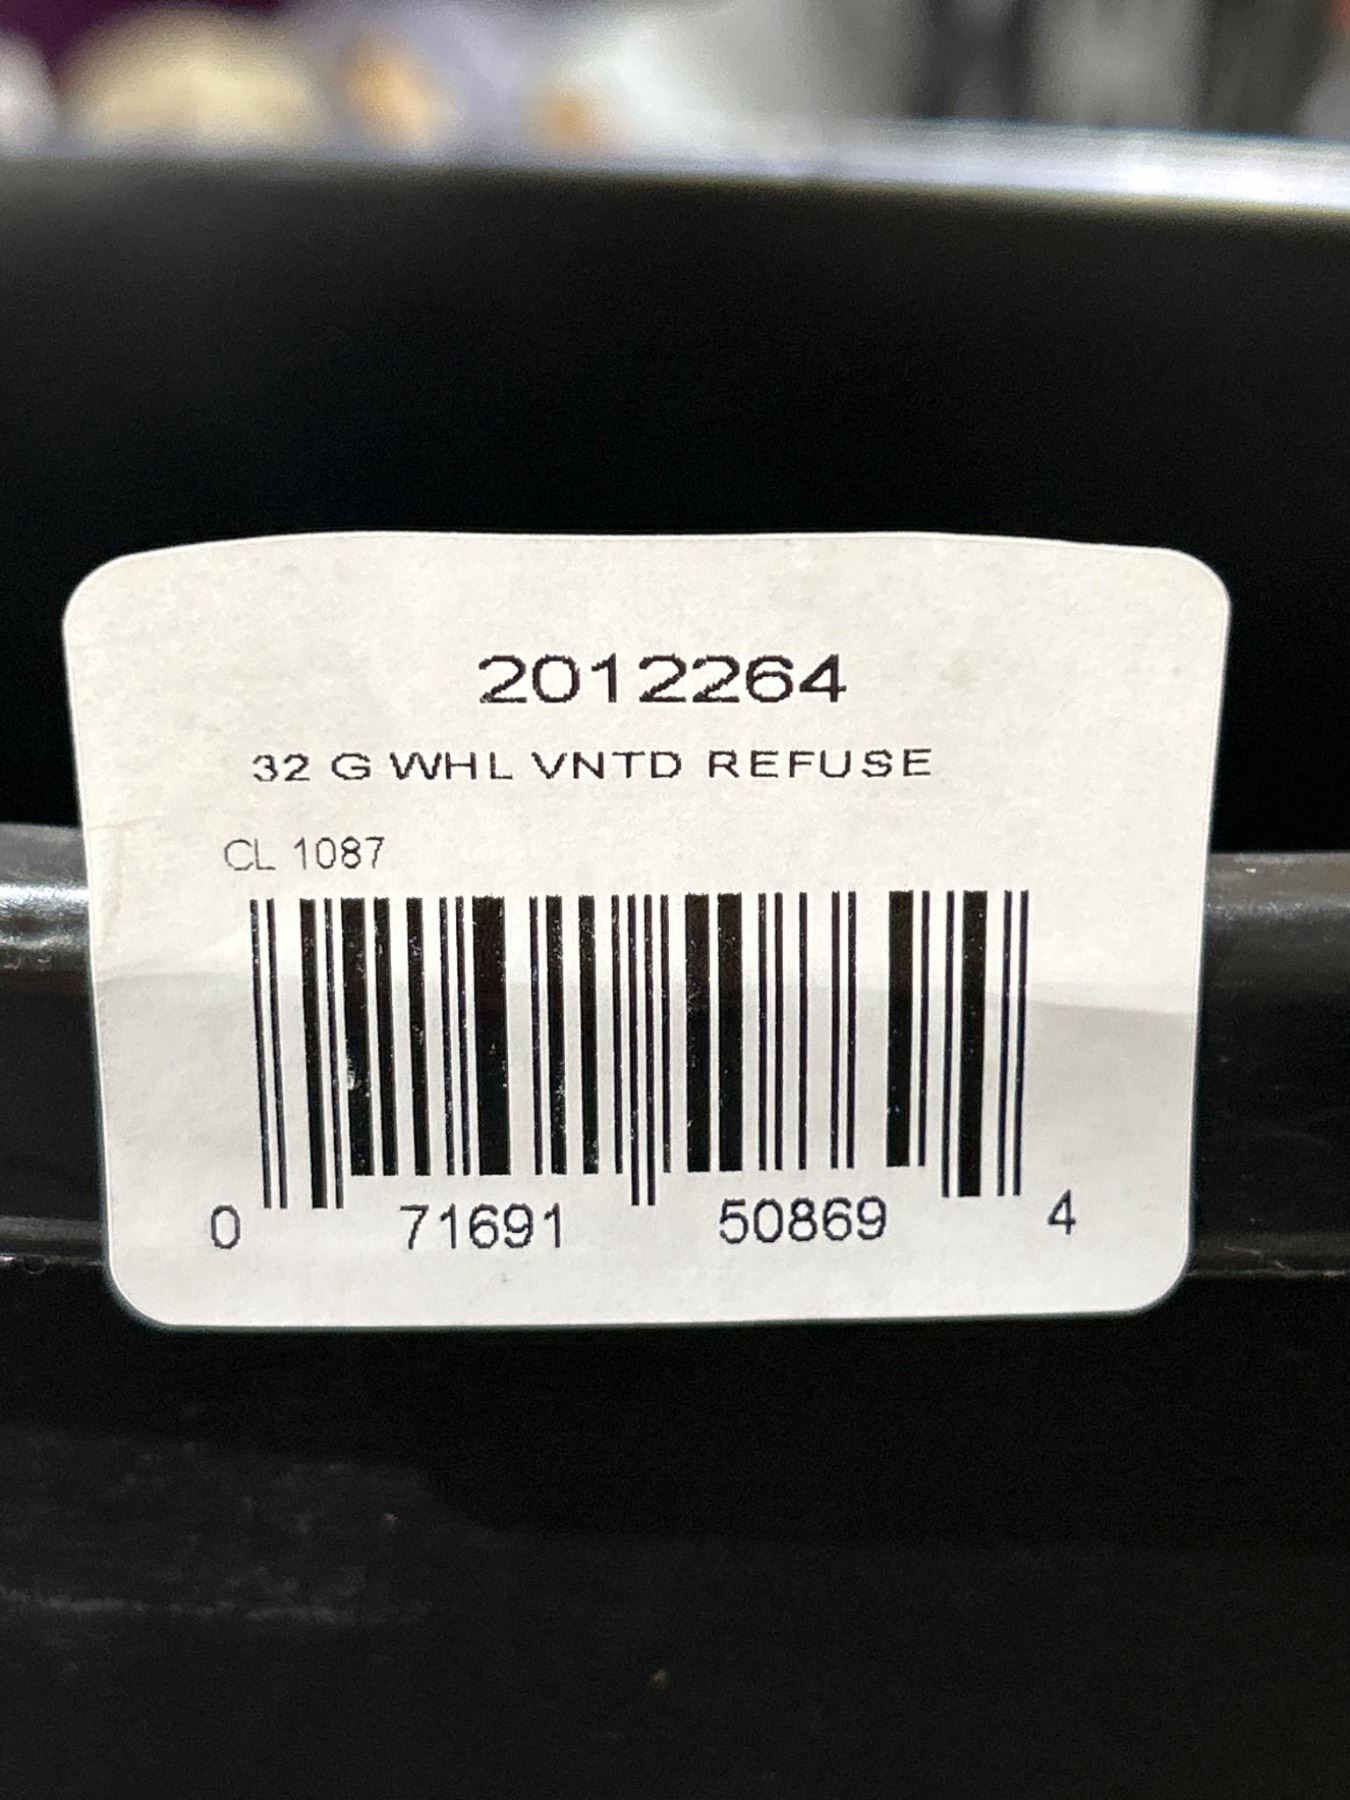 2012264
32 G WHL VNTD REFUSE
CL 1087
0 71691 50869 4